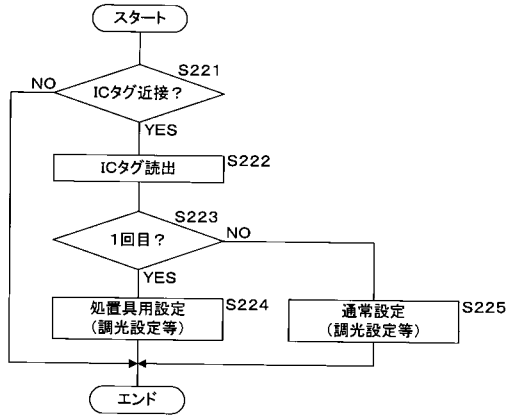 スタート
S221
NO
ICタグ近接？
YES
ICタグ読出
S222
S223
1回目？
NO
YES
処置具用設定
（調光設定等）
S224
通常設定
（調光設定等）
S225
エンド